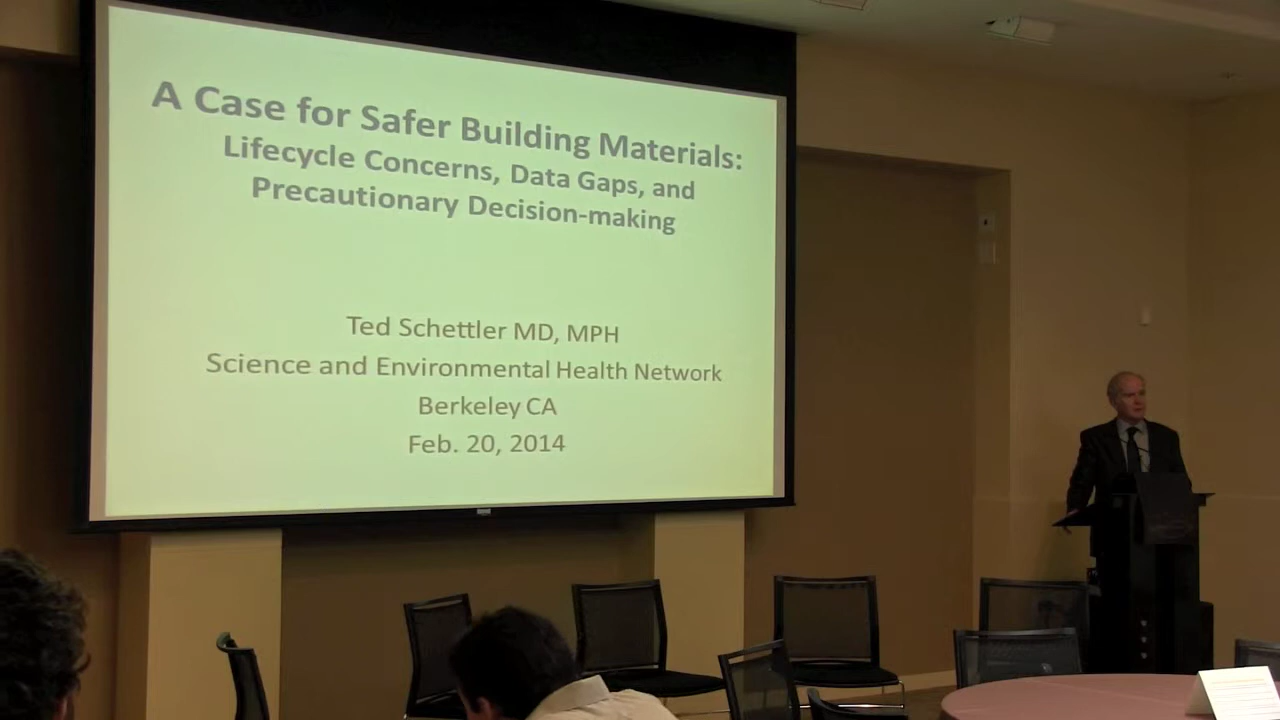 A Case for Safer Building Materials:
Lifecycle Concerns, Data Gaps, and
Precautionary Decision-making
Ted Schettler MD, MPH
Science and Environmental Health Network
Berkeley CA
Feb. 20, 2014